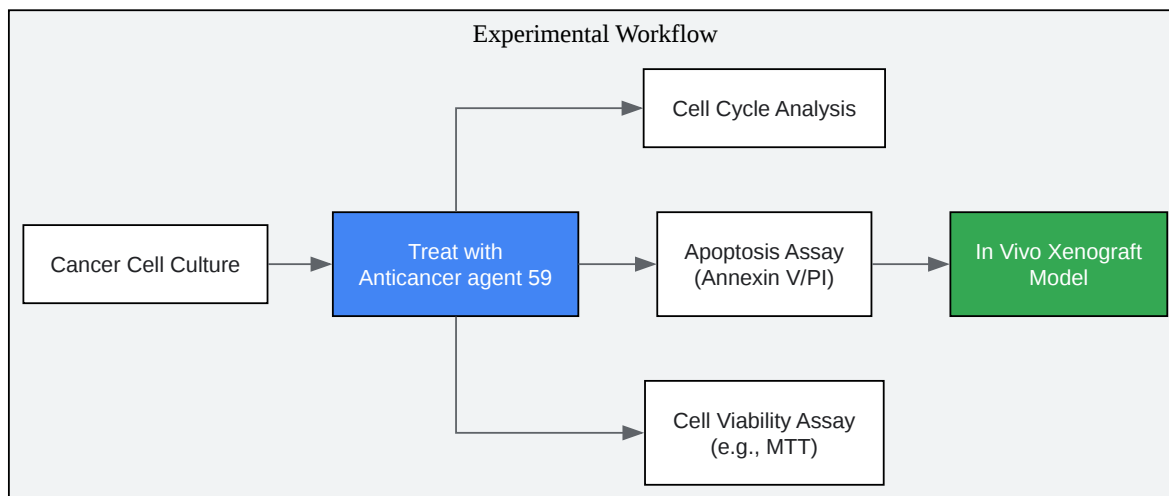 Experimental Workflow
Cell Cycle Analysis
Cancer Cell Culture
Treat with
Anticancer agent 59
Apoptosis Assay
(Annexin V/PI)
In Vivo Xenograft
Model
Cell Viability Assay
(e.g., MTT)